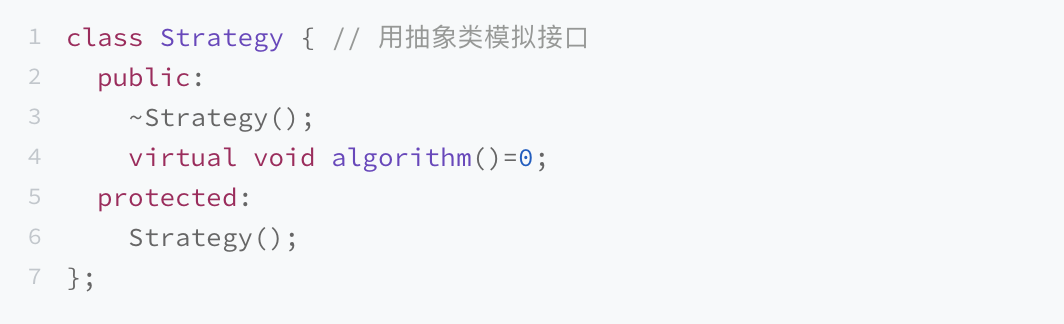 1 class Strategy { // 用抽象类模拟接口
2   public:
3     ~Strategy();
4     virtual void algorithm()=0;
5   protected:
6     Strategy();
7 };